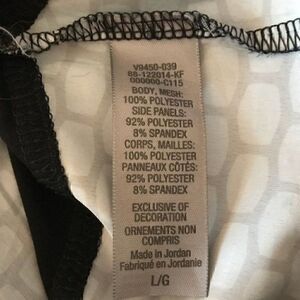 V9450-039
88-122014-KF
000000-C115
BODY, MESH:
100% POLYESTER
SIDE PANELS:
92% POLYESTER
8% SPANDEX
CORPS, MAILLES:
100% POLYESTER
PANNEAUX CÔTÉS:
92% POLYESTER
8% SPANDEX
EXCLUSIVE OF
DECORATION
ORNEMENTS NON
COMPRIS
Made in Jordan
Fabriqué en Jordanie
L/G